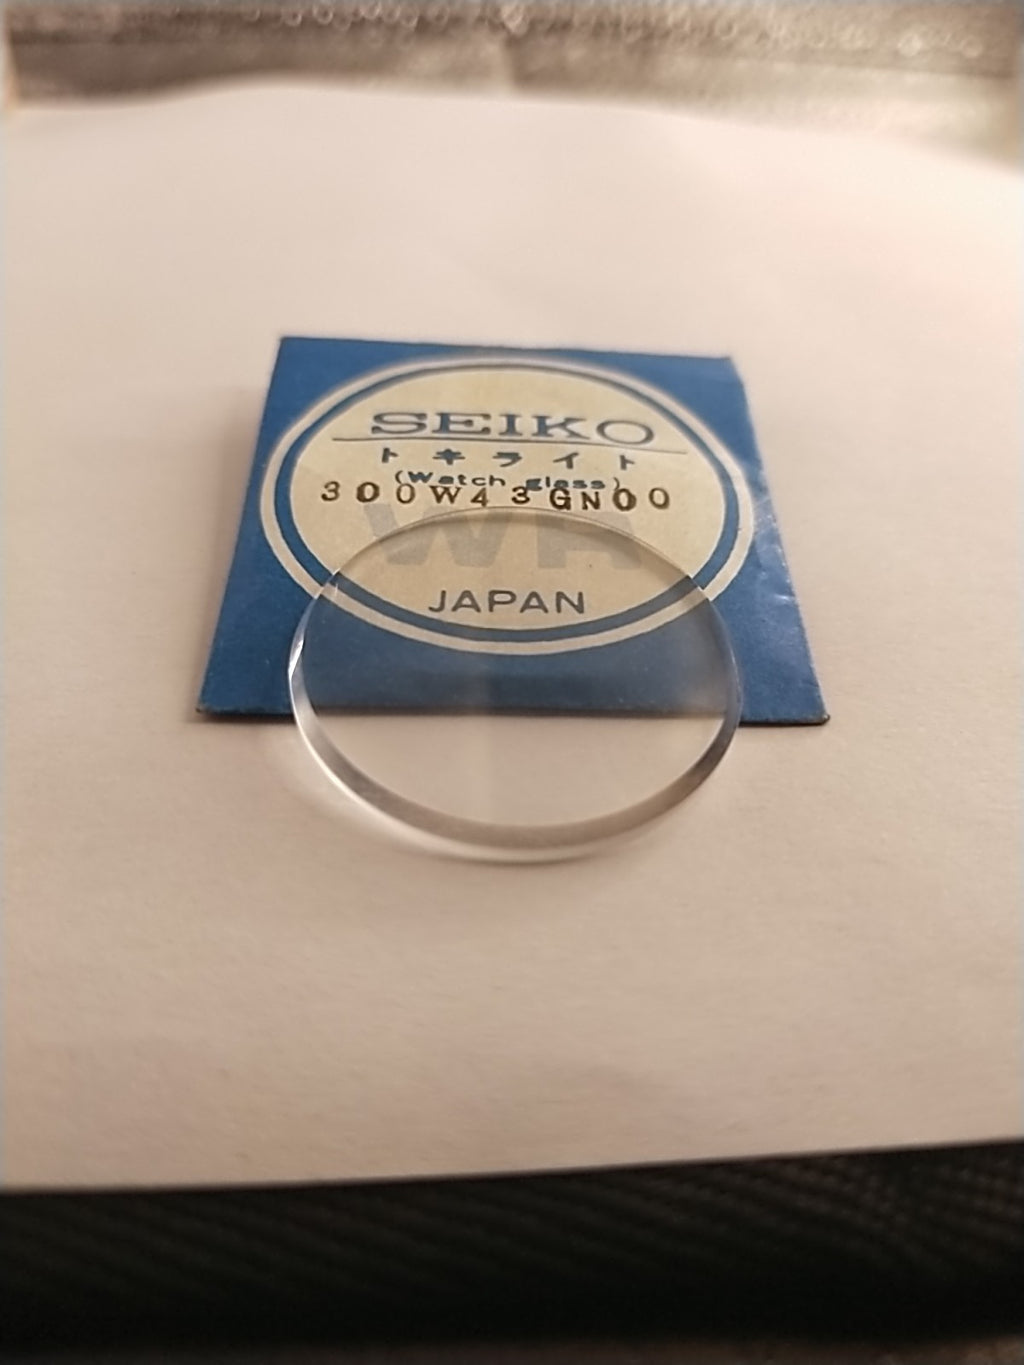 SEIKO
トキライト
(Watch glass)
300W43GN00
WA
JAPAN